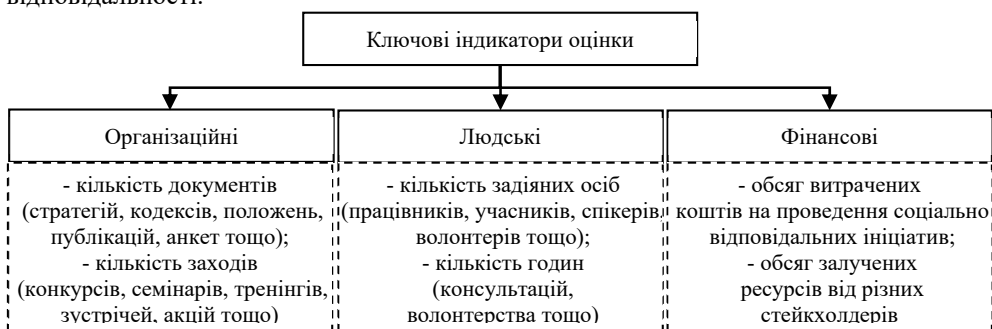 відповідальності.
Ключові індикатори оцінки
Організаційні
- кількість документів
(стратегій, кодексів, положень,
публікацій, анкет тощо);
- кількість заходів
(конкурсів, семінарів, тренінгів,
зустрічей, акцій тощо)
Людські
- кількість задіяних осіб
(працівників, учасників, спікерів,
волонтерів тощо);
- кількість годин
(консультацій,
волонтерства тощо)
Фінансові
- обсяг витрачених
коштів на проведення соціально
відповідальних ініціатив;
- обсяг залучених
ресурсів від різних
стейкхолдерів